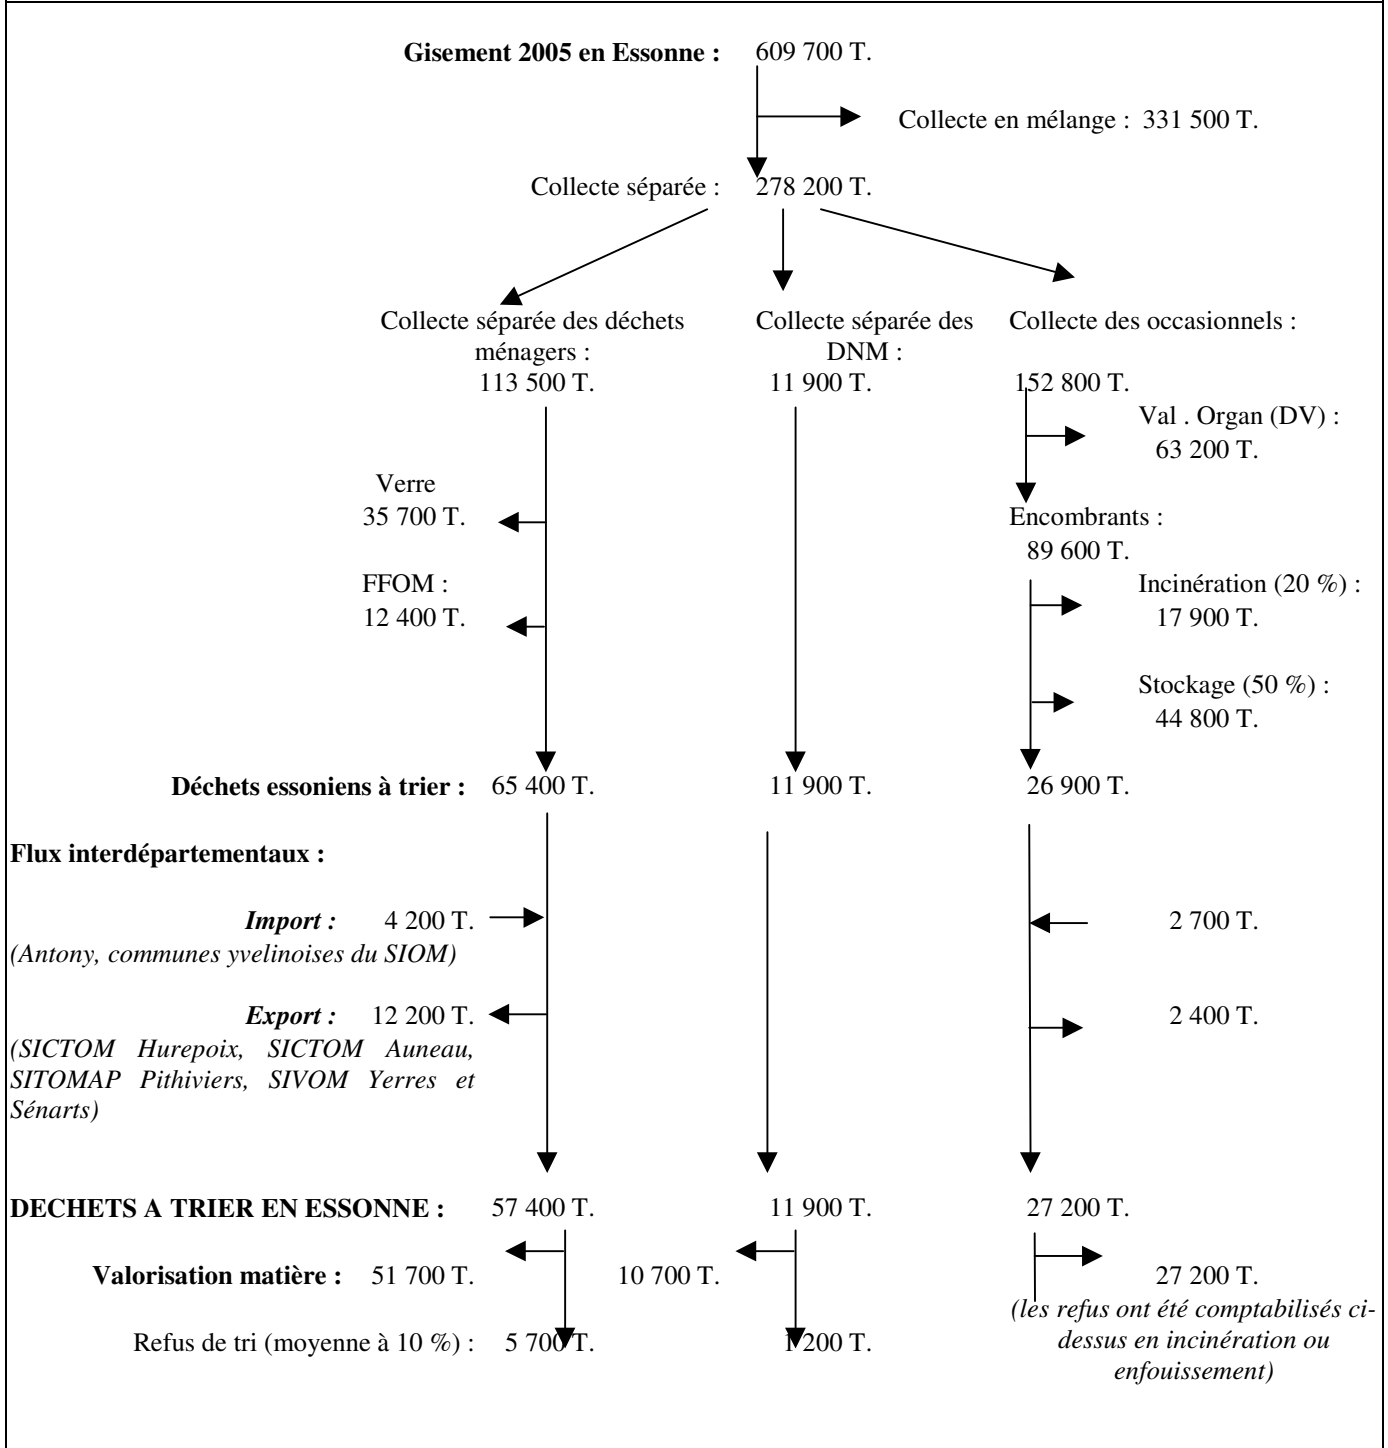 Gisement 2005 en Essonne : 609 700 T.
Collecte en mélange : 331 500 T.
Collecte séparée : 278 200 T.
Collecte séparée des déchets
ménagers :
113 500 T.
Collecte séparée des
DNM :
11 900 T.
Collecte des occasionnels :
152 800 T.
Val . Organ (DV) :
63 200 T.
Verre
35 700 T.
Encombrants :
89 600 T.
FFOM :
12 400 T.
Incinération (20 %) :
17 900 T.
Stockage (50 %) :
44 800 T.
Déchets essoniens à trier : 65 400 T. 11 900 T. 26 900 T.
Flux interdépartementaux :
Import : 4 200 T. 2 700 T.
(Antony, communes yvelinoises du SIOM)
Export : 12 200 T. 2 400 T.
(SICTOM Hurepoix, SICTOM Auneau,
SITOMAP Pithiviers, SIVOM Yerres et
Sénarts)
DECHETS A TRIER EN ESSONNE : 57 400 T. 11 900 T. 27 200 T.
Valorisation matière : 51 700 T. 10 700 T. 27 200 T.
(les refus ont été comptabilisés ci-
dessus en incinération ou
enfouissement)
Refus de tri (moyenne à 10 %) : 5 700 T. 1 200 T.